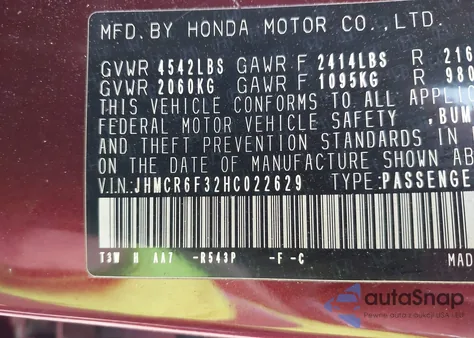 MFD. BY HONDA MOTOR CO., LTD.
GVWR 4542LBS GAWR F 2414LBS R 216
GVWR 2060KG GAWR F 1095KG R 980
THIS VEHICLE CONFORMS TO ALL APPLIC
FEDERAL MOTOR VEHICLE SAFETY, BUM
AND THEFT PREVENTION STANDARDS IN
ON THE DATE OF MANUFACTURE SHOWN AB
V.I.N: JHMCR6F32HC022629 TYPE: PASSENGE
T3W H AA7 -R543P -F -C
MAD
autoSnap